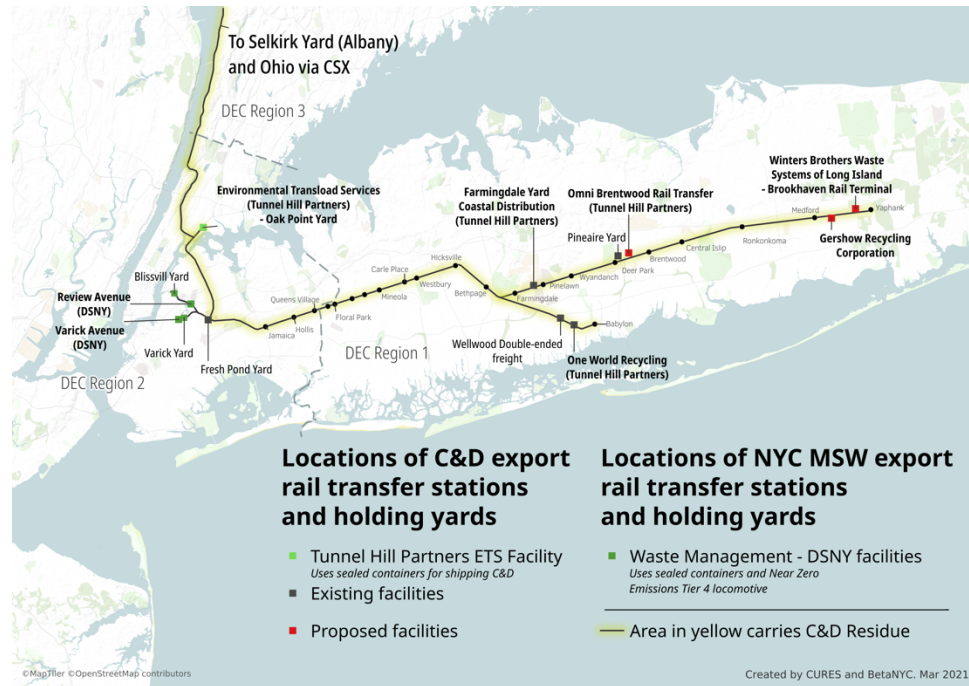 To Selkirk Yard (Albany)
and Ohio via CSX
DEC Region 3
Environmental Transload Services
(Tunnel Hill Partners)
- Oak Point Yard
Winters Brothers Waste
Systems of Long Island
- Brookhaven Rail Terminal
Farmingdale Yard
Coastal Distribution
(Tunnel Hill Partners)
Omni Brentwood Rail Transfer
(Tunnel Hill Partners)
Medford
Yaphank
Pineaire Yard
Gershow Recycling
Corporation
Ronkonkoma
Central Islip
Brentwood
Deer Park
Wyandanch
Pinelawn
Farmingdale
Hicksville
Bethpage
Carle Place
Westbury
Mineola
Queens Village
Floral Park
Hollis
Jamaica
Blissvill Yard
Review Avenue
(DSNY)
Varick Avenue
(DSNY)
Varick Yard
Fresh Pond Yard
DEC Region 2
DEC Region 1
Wellwood Double-ended
freight
Babylon
One World Recycling
(Tunnel Hill Partners)
Locations of C&D export
rail transfer stations
and holding yards
Tunnel Hill Partners ETS Facility
Uses sealed containers for shipping C&D
Existing facilities
Proposed facilities
Locations of NYC MSW export
rail transfer stations
and holding yards
Waste Management - DSNY facilities
Uses sealed containers and Near Zero
Emissions Tier 4 locomotive
Area in yellow carries C&D Residue
©MapTiler ©OpenStreetMap contributors
Created by CURES and BetaNYC. Mar 2021